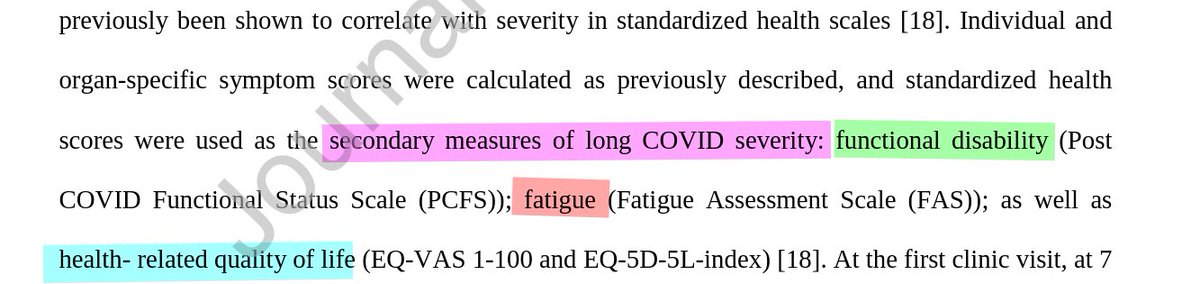 previously been shown to correlate with severity in standardized health scales [18]. Individual and
organ-specific symptom scores were calculated as previously described, and standardized health
scores were used as the secondary measures of long COVID severity: functional disability (Post
COVID Functional Status Scale (PCFS)); fatigue (Fatigue Assessment Scale (FAS)); as well as
health- related quality of life (EQ-VAS 1-100 and EQ-5D-5L-index) [18]. At the first clinic visit, at 7
Journal